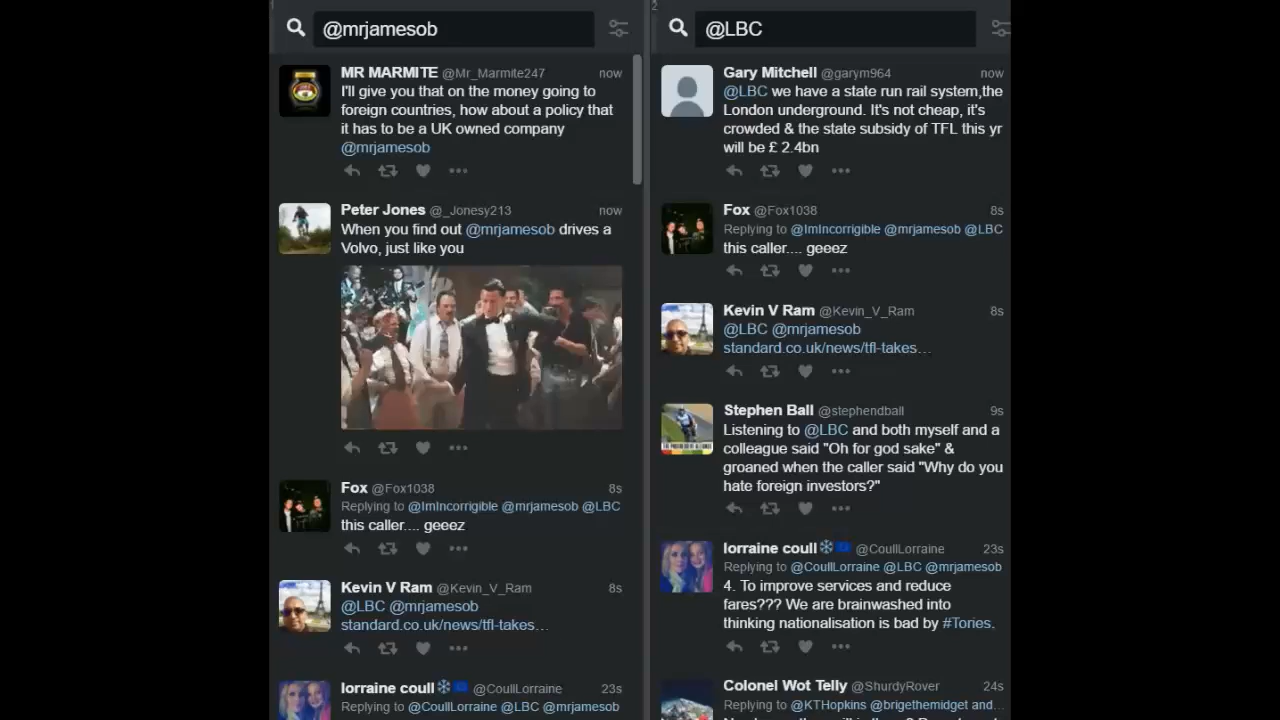 1
@mrjamesob
MR MARMITE @Mr_Marmite247 now
I'll give you that on the money going to
foreign countries, how about a policy that
it has to be a UK owned company
@mrjamesob
Peter Jones @_Jonesy213 now
When you find out @mrjamesob drives a
Volvo, just like you
Fox @Fox1038 8s
Replying to @ImIncorrigible @mrjamesob @LBC
this caller.... geeez
Kevin V Ram @Kevin_V_Ram 8s
@LBC @mrjamesob
standard.co.uk/news/tfl-takes…
lorraine coull @CoullLorraine 23s
Replying to @CoullLorraine @LBC @mrjamesob
2
@LBC
Gary Mitchell @garym964 now
@LBC we have a state run rail system,the
London underground. It's not cheap, it's
crowded & the state subsidy of TFL this yr
will be £ 2.4bn
Fox @Fox1038 8s
Replying to @ImIncorrigible @mrjamesob @LBC
this caller.... geeez
Kevin V Ram @Kevin_V_Ram 8s
@LBC @mrjamesob
standard.co.uk/news/tfl-takes…
Stephen Ball @stephendball 9s
Listening to @LBC and both myself and a
colleague said "Oh for god sake" &
groaned when the caller said "Why do you
hate foreign investors?"
lorraine coull @CoullLorraine 23s
Replying to @CoullLorraine @LBC @mrjamesob
4. To improve services and reduce
fares??? We are brainwashed into
thinking nationalisation is bad by #Tories.
Colonel Wot Telly @ShurdyRover 24s
Replying to @KTHopkins @brigethemidget and…